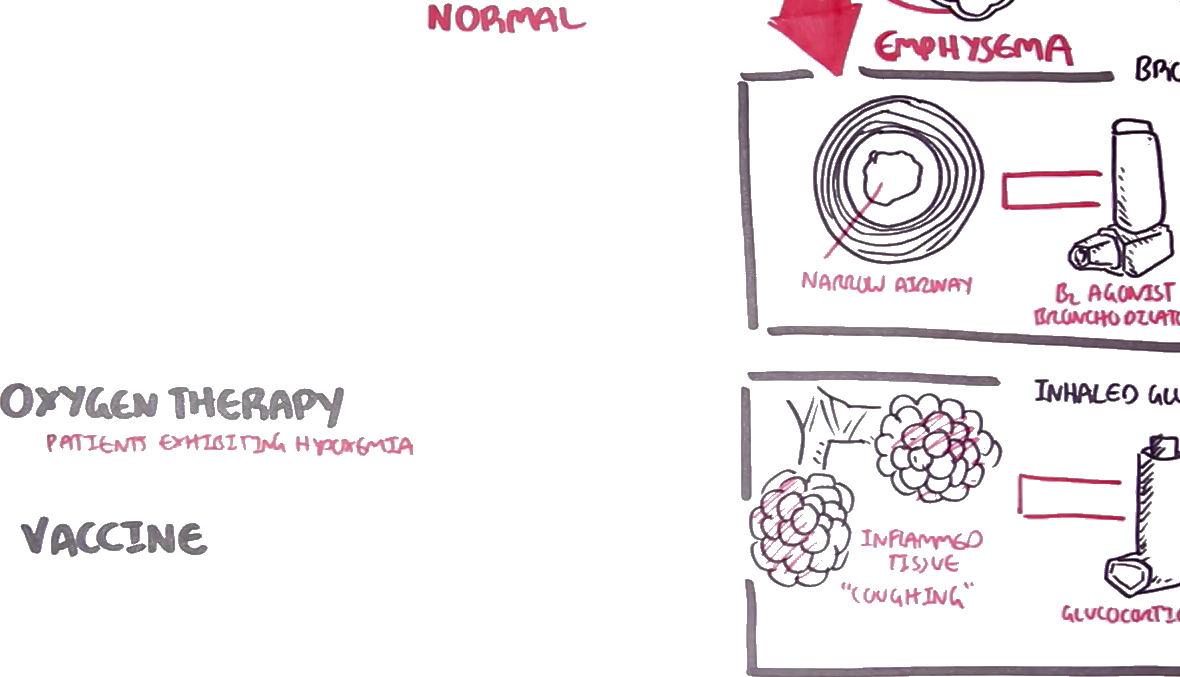 NORMAL
EMPHYSEMA
NARROW AIRWAY
B2 AGONIST
OXYGEN THERAPY
PATIENTS EXHIBITING HYPOXEMIA
VACCINE
INHALED
INFLAMMED
TISSUE
"COUGHING"